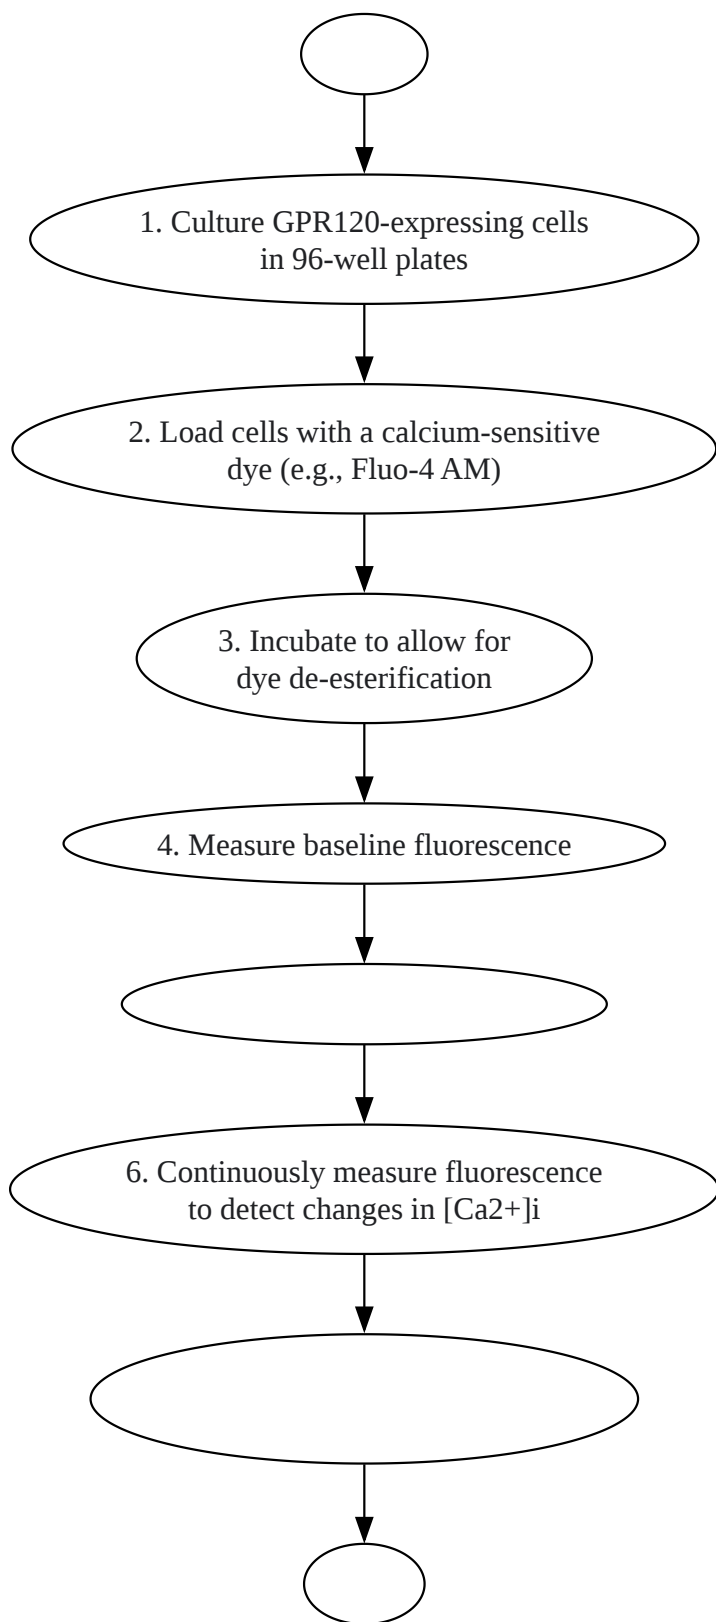 1. Culture GPR120-expressing cells
in 96-well plates
2. Load cells with a calcium-sensitive
dye (e.g., Fluo-4 AM)
3. Incubate to allow for
dye de-esterification
4. Measure baseline fluorescence
6. Continuously measure fluorescence
to detect changes in [Ca2+]i